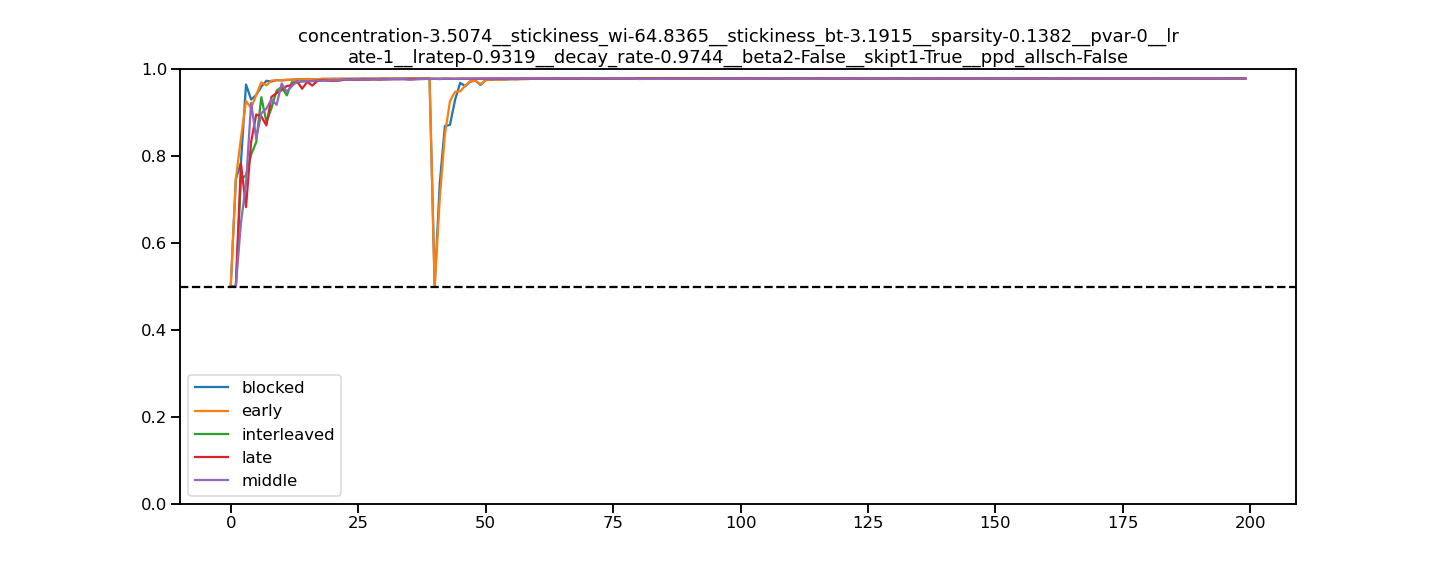 concentration-3.5074__stickiness_wi-64.8365__stickiness_bt-3.1915__sparsity-0.1382__pvar-0__lr
ate-1__lratep-0.9319__decay_rate-0.9744__beta2-False__skipt1-True__ppd_allsch-False
1.0
0.8
0.6
0.4
0.2
0.0
blocked
early
interleaved
late
middle
0 25 50 75 100 125 150 175 200